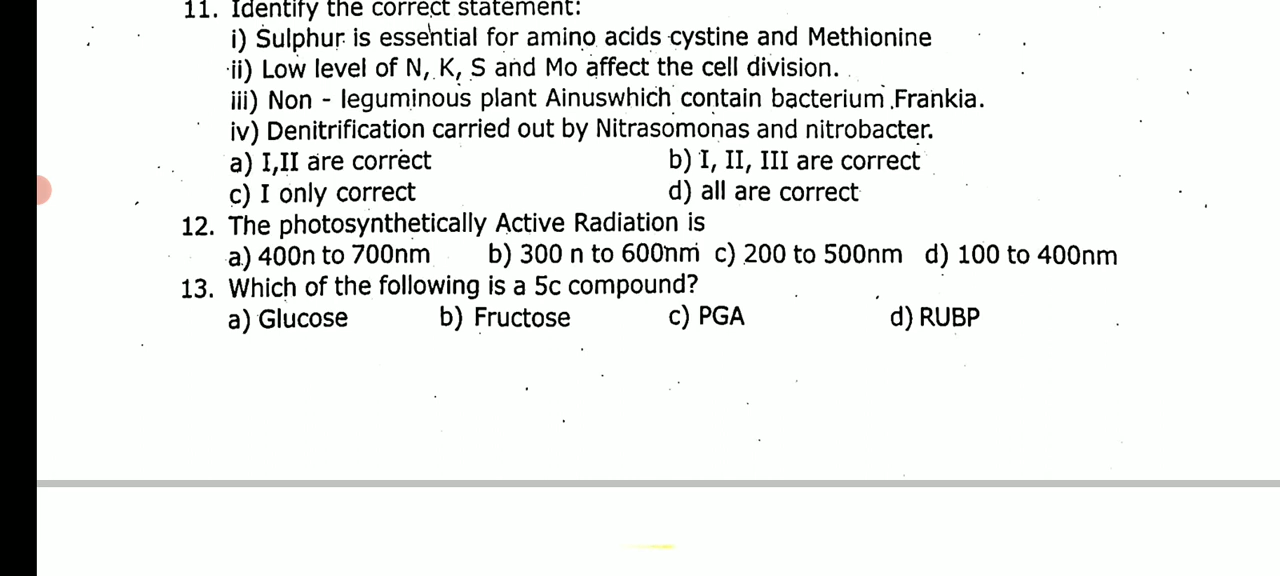 11. Identify the correct statement:
i) Sulphur is essential for amino acids cystine and Methionine
ii) Low level of N, K, S and Mo affect the cell division.
iii) Non - leguminous plant Ainuswhich contain bacterium Frankia.
iv) Denitrification carried out by Nitrasomonas and nitrobacter.
a) I,II are correct b) I, II, III are correct
c) I only correct d) all are correct
12. The photosynthetically Active Radiation is
a) 400n to 700nm b) 300 n to 600nm c) 200 to 500nm d) 100 to 400nm
13. Which of the following is a 5c compound?
a) Glucose b) Fructose c) PGA d) RUBP